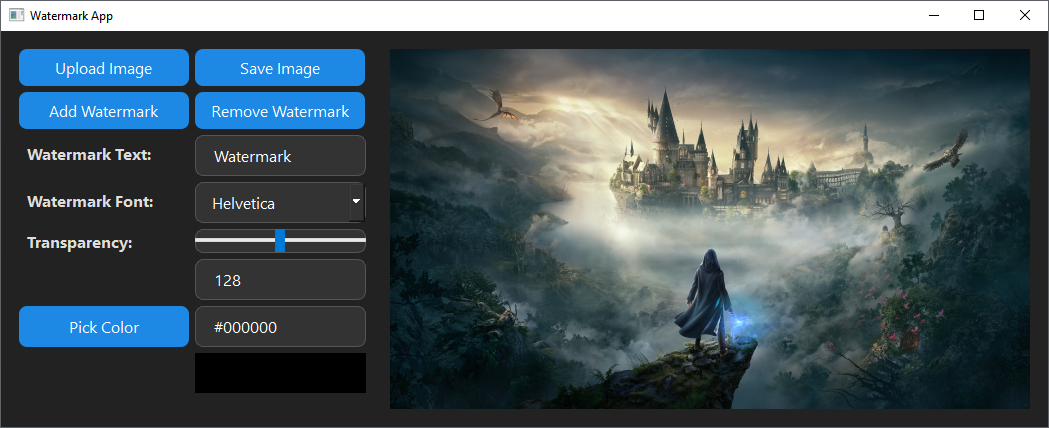 Watermark App
Upload Image
Save Image
Add Watermark
Remove Watermark
Watermark Text:
Watermark
Watermark Font:
Helvetica
Transparency:
128
Pick Color
#000000